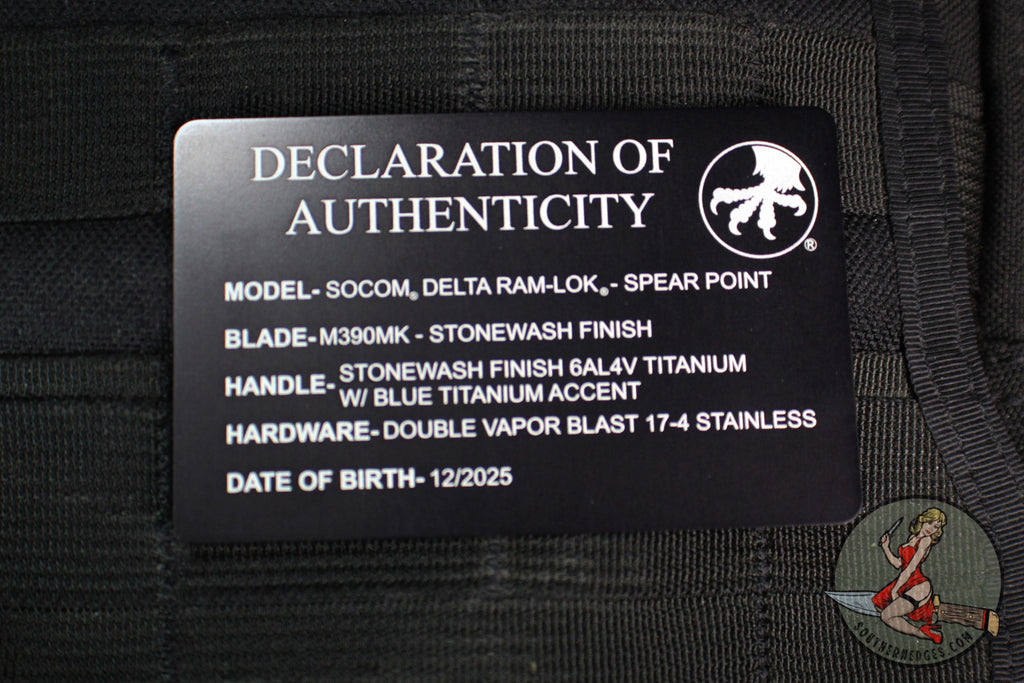 DECLARATION OF
AUTHENTICITY
®
MODEL- SOCOM® DELTA RAM-LOK®- SPEAR POINT
BLADE- M390MK - STONEWASH FINISH
HANDLE- STONEWASH FINISH 6AL4V TITANIUM
W/ BLUE TITANIUM ACCENT
HARDWARE- DOUBLE VAPOR BLAST 17-4 STAINLESS
DATE OF BIRTH- 12/2025
SOUTHERNEDGES.COM